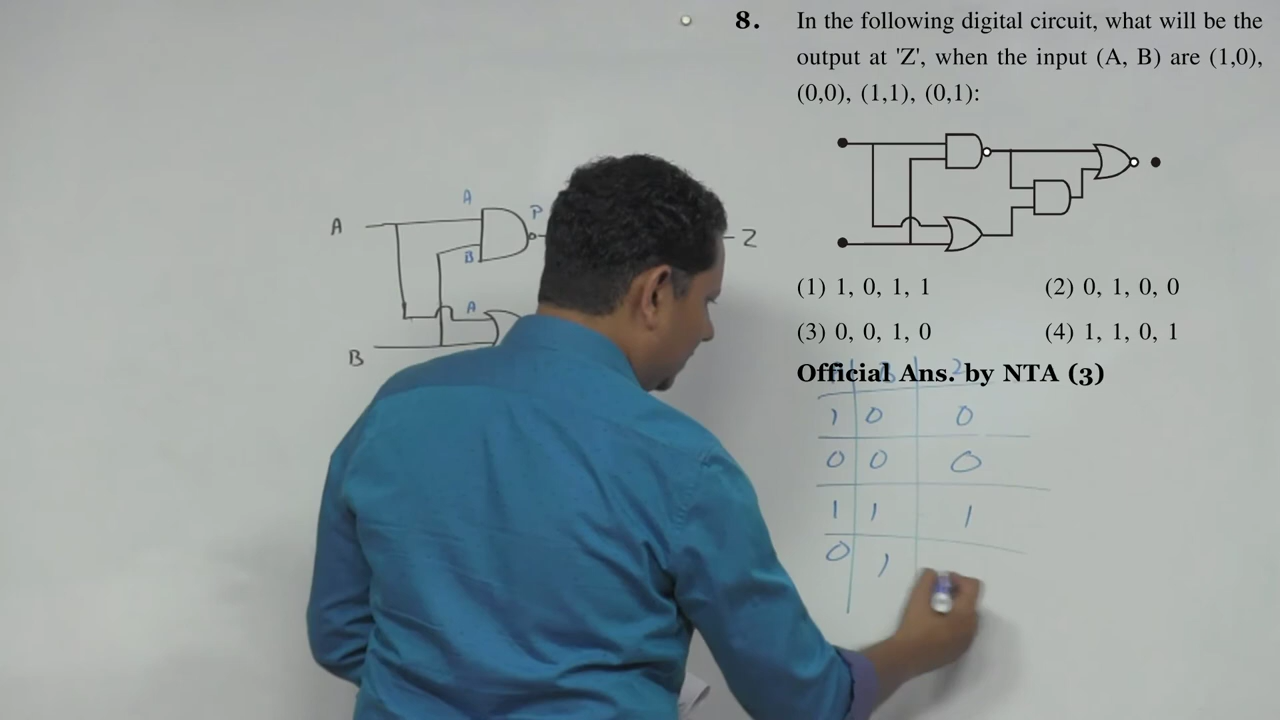 8. In the following digital circuit, what will be the
output at 'Z', when the input (A, B) are (1,0),
(0,0), (1,1), (0,1):
(1) 1, 0, 1, 1 (2) 0, 1, 0, 0
(3) 0, 0, 1, 0 (4) 1, 1, 0, 1
Official Ans. by NTA (3)
A P
A
B Z
A
B
B Z
1 0 0
0 0 0
1 1 1
0 1